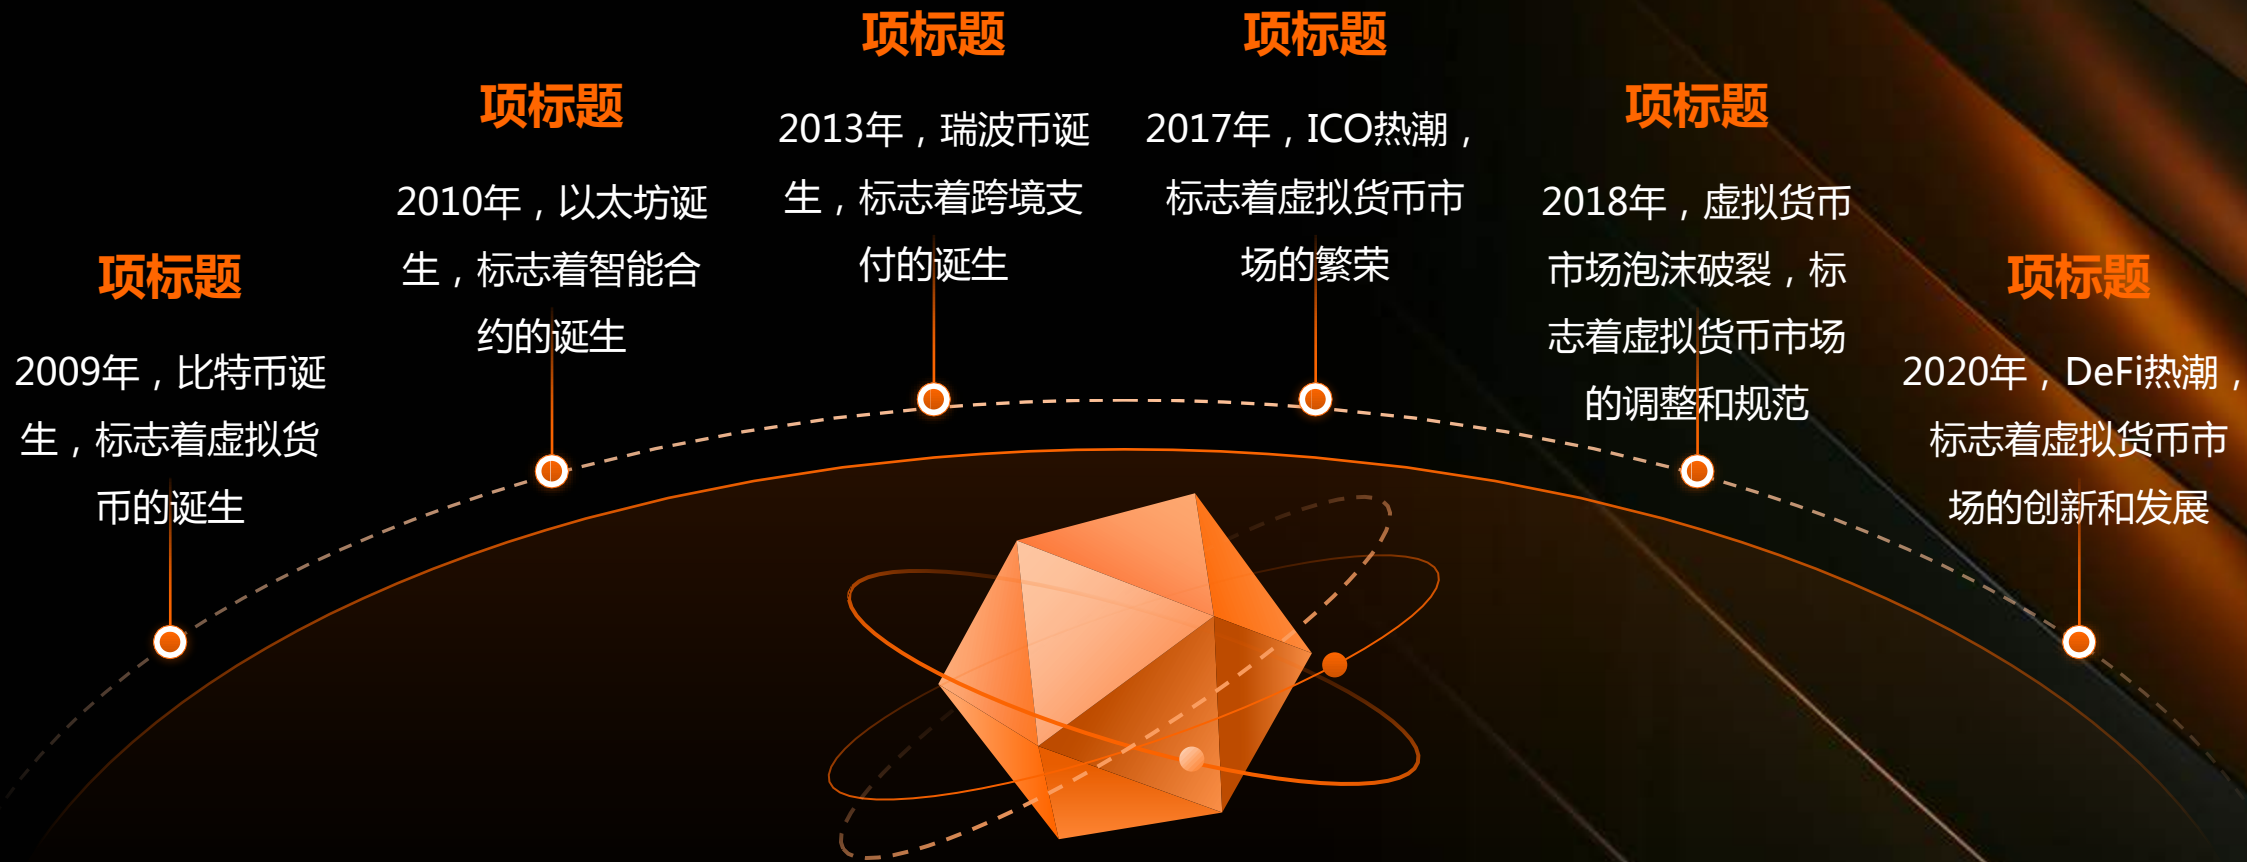 项标题
2009年，比特币诞
生，标志着虚拟货
币的诞生
项标题
2010年，以太坊诞
生，标志着智能合
约的诞生
项标题
2013年，瑞波币诞
生，标志着跨境支
付的诞生
项标题
2017年，ICO热潮，
标志着虚拟货币市
场的繁荣
项标题
2018年，虚拟货币
市场泡沫破裂，标
志着虚拟货币市场
的调整和规范
项标题
2020年，DeFi热潮，
标志着虚拟货币市
场的创新和发展